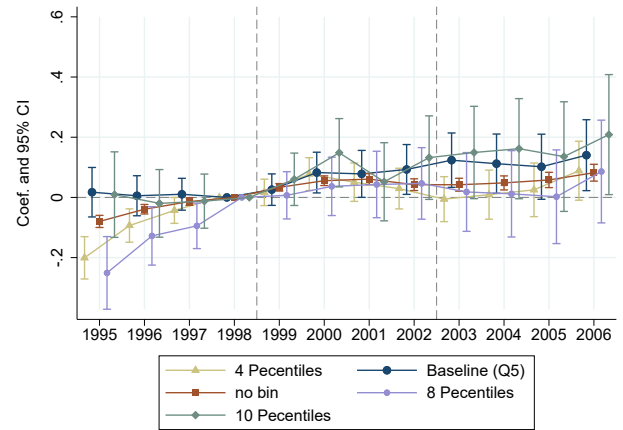 Coef. and 95% CI
.6
.4
.2
0
-.2
1995 1996 1997 1998 1999 2000 2001 2002 2003 2004 2005 2006
4 Pecentiles Baseline (Q5)
no bin 8 Pecentiles
10 Pecentiles